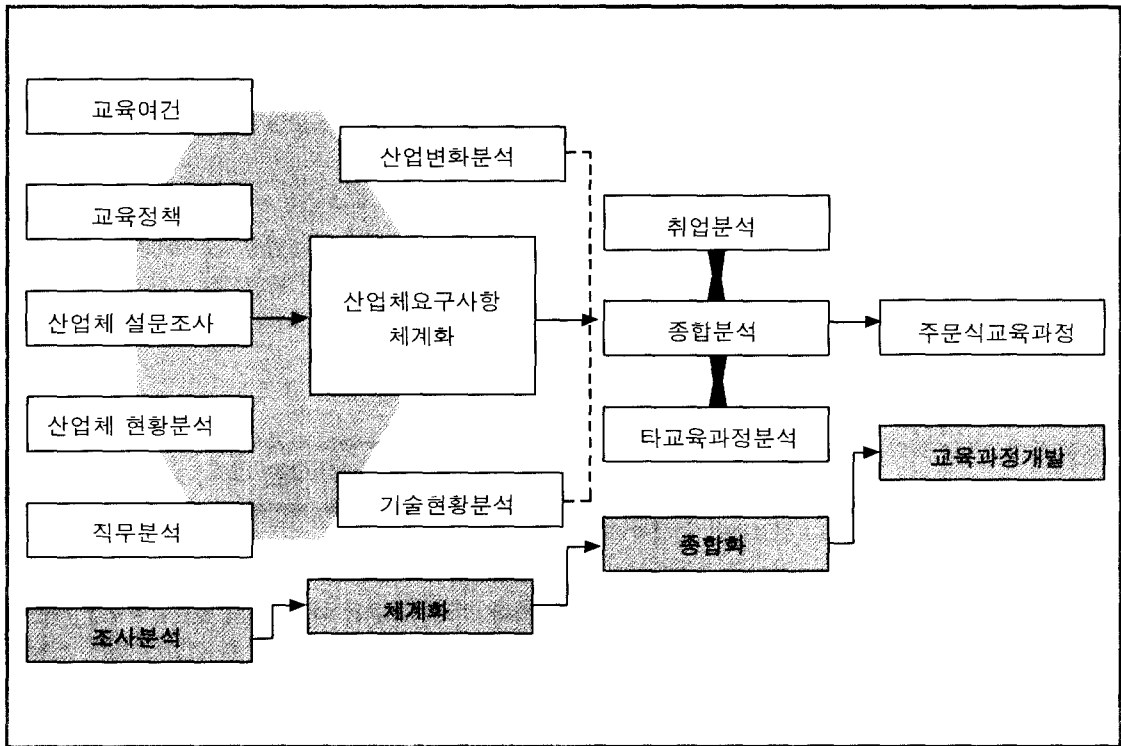 교육여건
교육정책
산업체 설문조사
산업체 현황분석
직무분석
조사분석
산업변화분석
산업체요구사항
체계화
기술현황분석
체계화
취업분석
종합분석
타교육과정분석
종합화
주문식교육과정
교육과정개발